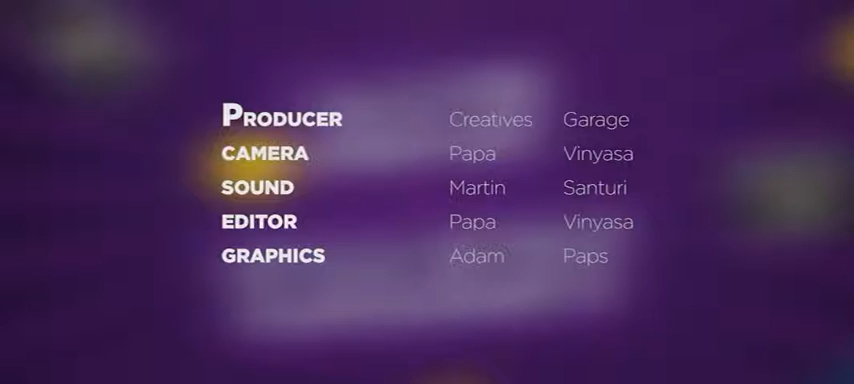 PRODUCER Creatives Garage
CAMERA Papa Vinyasa
SOUND Martin Santuri
EDITOR Papa Vinyasa
GRAPHICS Adam Paps